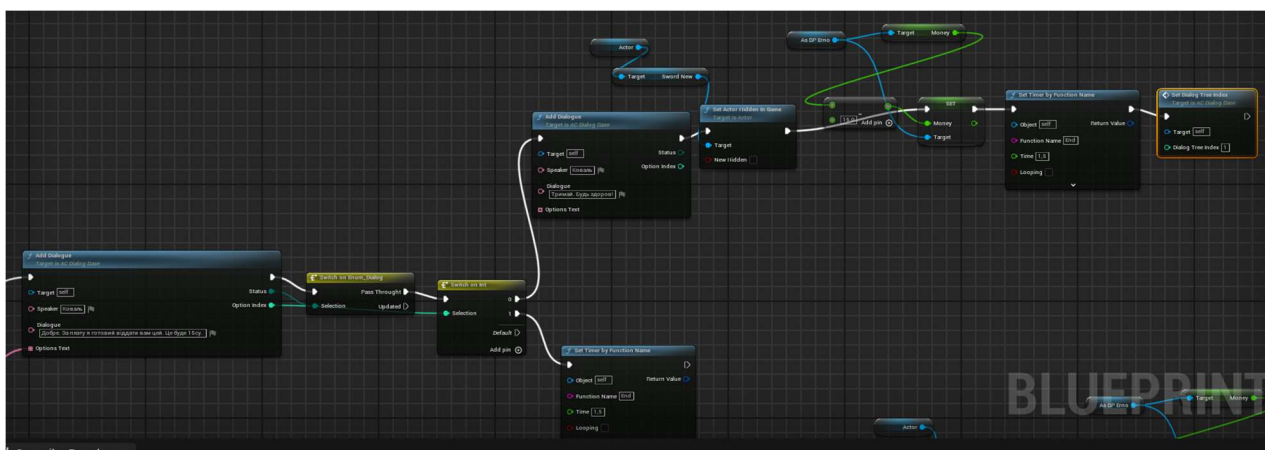 Actor
Target Sword New
As BP Erno
Target Money
Add Dialogue
Target is AC Dialog Dave
Target self
Status
Speaker Коваль
Option Index
Dialogue
Тримай. Будь здоров!
Options Text
Set Actor Hidden In Game
Target is Actor
Target
New Hidden
15,0
Add pin
SET
Money
Target
Set Timer by Function Name
Object self
Return Value
Function Name End
Time 1,5
Looping
Set Dialog Tree Index
Target is AC Dialog Dave
Target self
Dialog Tree Index 1
Add Dialogue
Target is AC Dialog Dave
Target self
Status
Speaker Коваль
Option Index
Dialogue
Добре. За плату я готовий віддати вам цей. Це буде 15су.
Options Text
Switch on Enum_Dialog
Pass Throught
Selection
Updated
Switch on Int
0
Selection
1
Default
Add pin
Set Timer by Function Name
Object self
Return Value
Function Name End
Time 1,5
Looping
Actor
As BP Erno
Target Money
BLUEPRINT